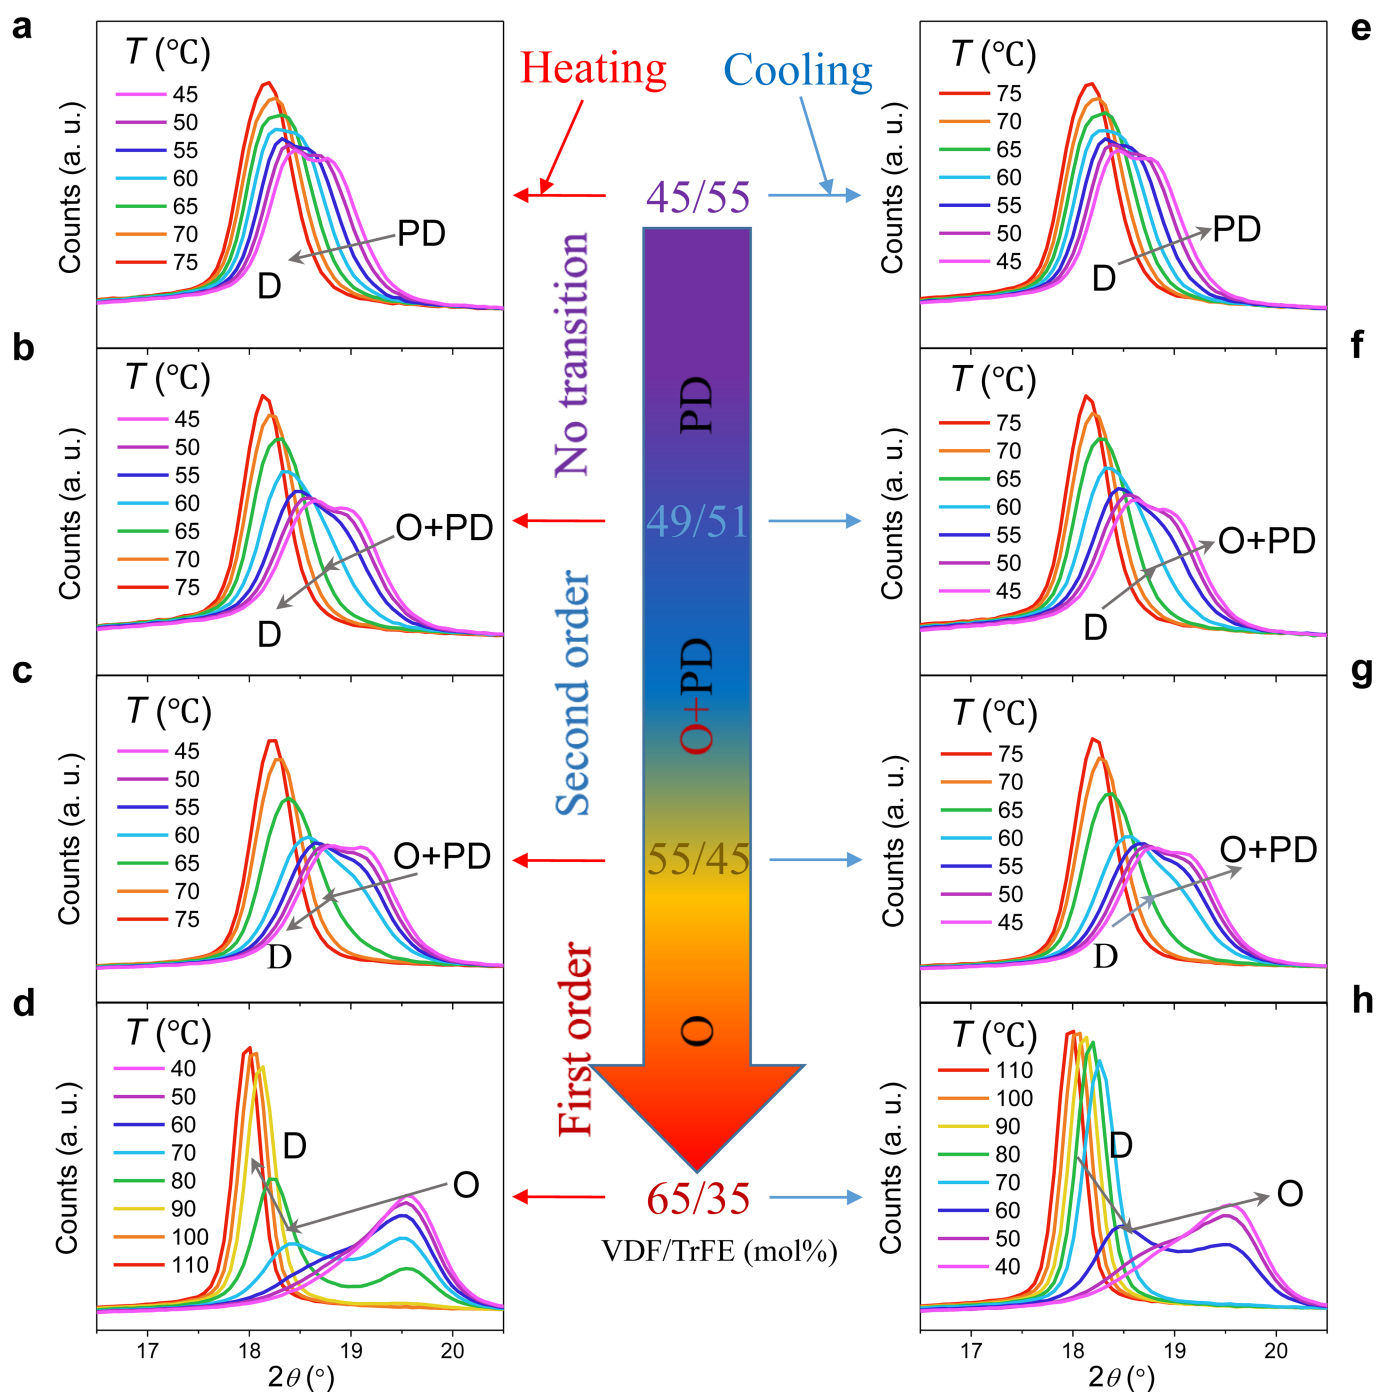 a
T (°C)
45
50
55
60
65
70
75
PD
D
Counts (a. u.)
Heating
Cooling
45/55
e
T (°C)
75
70
65
60
55
50
45
PD
D
Counts (a. u.)
b
T (°C)
45
50
55
60
65
70
75
O+PD
D
Counts (a. u.)
No transition
PD
49/51
f
T (°C)
75
70
65
60
55
50
45
O+PD
D
Counts (a. u.)
c
T (°C)
45
50
55
60
65
70
75
O+PD
D
Counts (a. u.)
Second order
O+PD
55/45
g
T (°C)
75
70
65
60
55
50
45
O+PD
D
Counts (a. u.)
d
T (°C)
40
50
60
70
80
90
100
110
D
O
Counts (a. u.)
17 18 19 20
2θ (°)
First order
O
65/35
VDF/TrFE (mol%)
h
T (°C)
110
100
90
80
70
60
50
40
D
O
Counts (a. u.)
17 18 19 20
2θ (°)